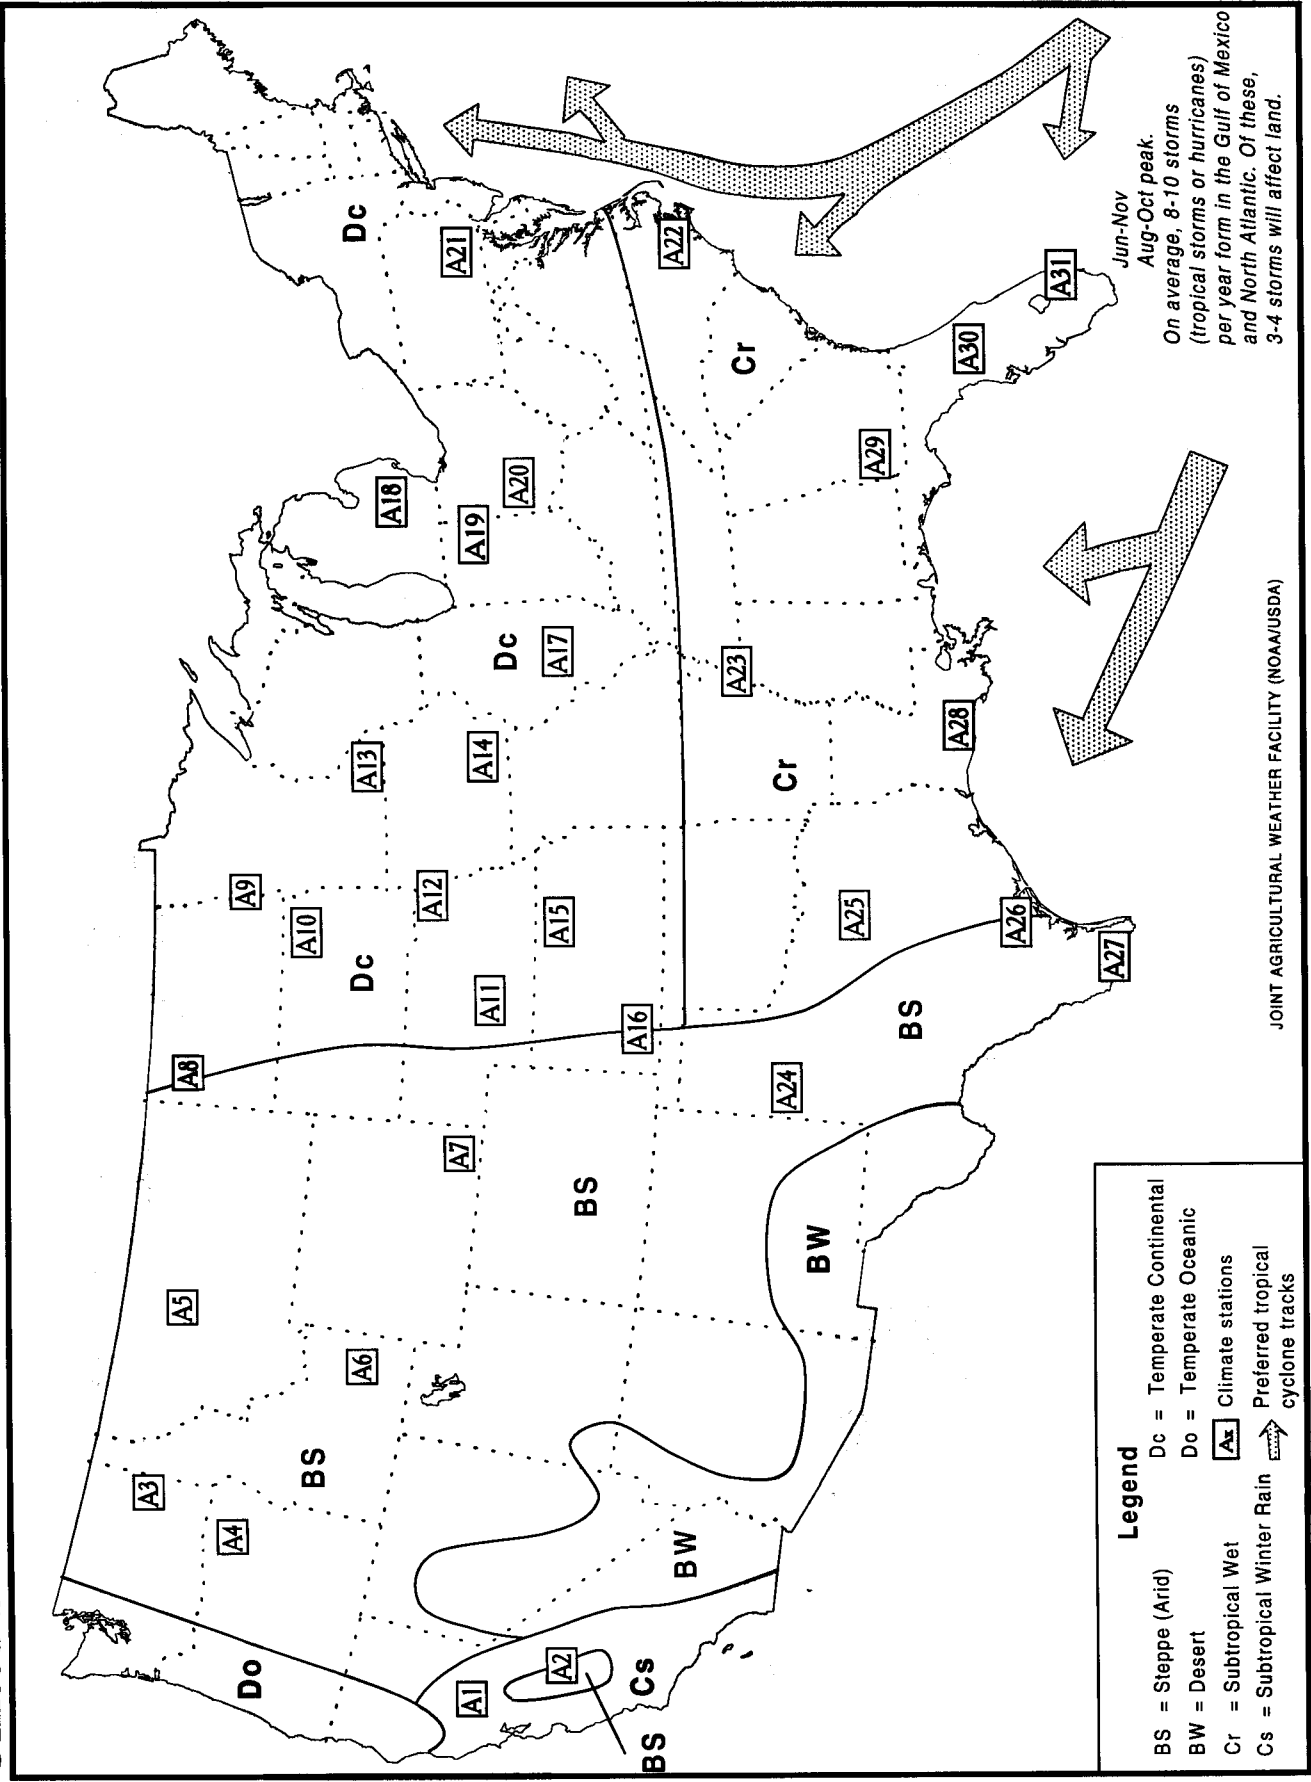 Do
BS
Dc
Dc
Dc
BS
BW
BW
Cs
BS
BS
Cr
Cr
A1
A2
A3
A4
A5
A6
A7
A8
A9
A10
A11
A12
A13
A14
A15
A16
A17
A18
A19
A20
A21
A22
A23
A24
A25
A26
A27
A28
A29
A30
A31
Jun-Nov
Aug-Oct peak.
On average, 8-10 storms
(tropical storms or hurricanes)
per year form in the Gulf of Mexico
and North Atlantic. Of these,
3-4 storms will affect land.
JOINT AGRICULTURAL WEATHER FACILITY (NOAA/USDA)
Legend
BS = Steppe (Arid)
BW = Desert
Cr = Subtropical Wet
Cs = Subtropical Winter Rain
Dc = Temperate Continental
Do = Temperate Oceanic
Ax Climate stations
Preferred tropical
cyclone tracks